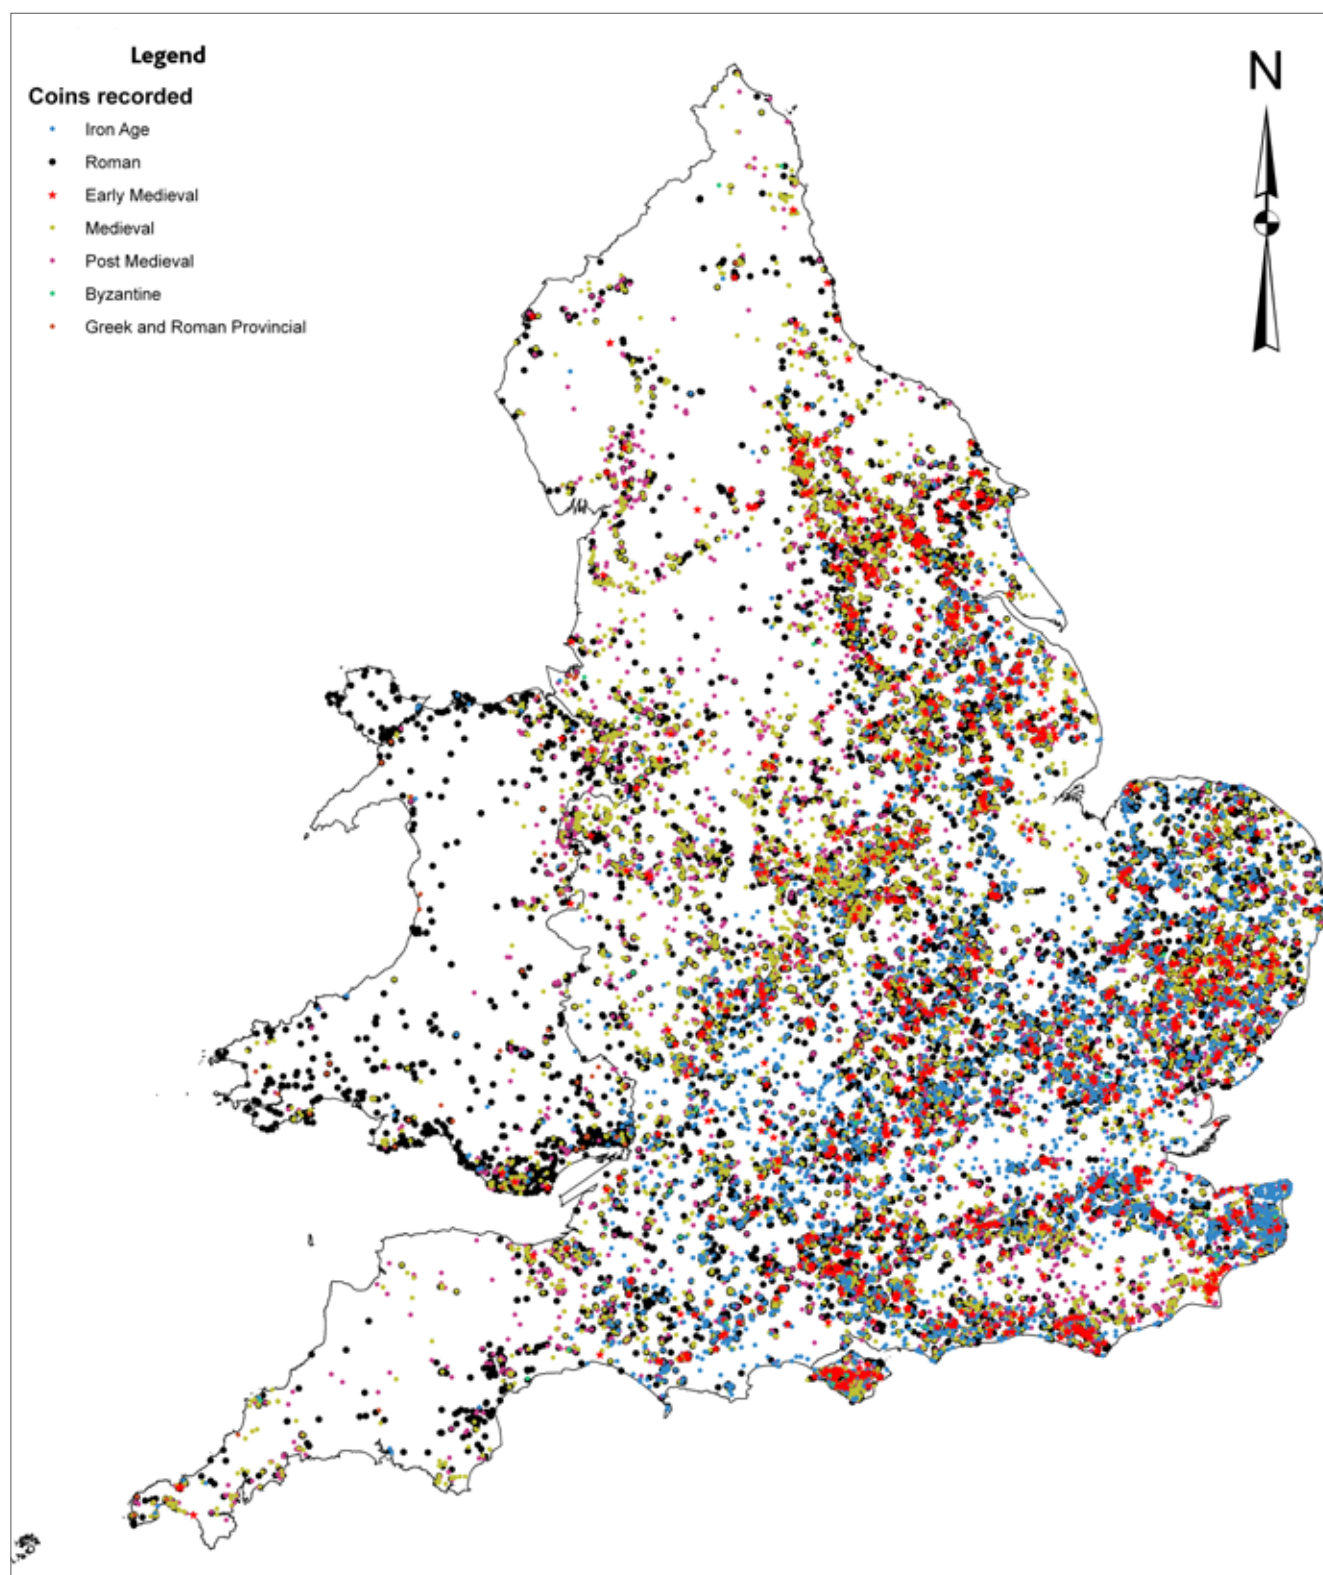 Legend
Coins recorded
Iron Age
Roman
Early Medieval
Medieval
Post Medieval
Byzantine
Greek and Roman Provincial
N